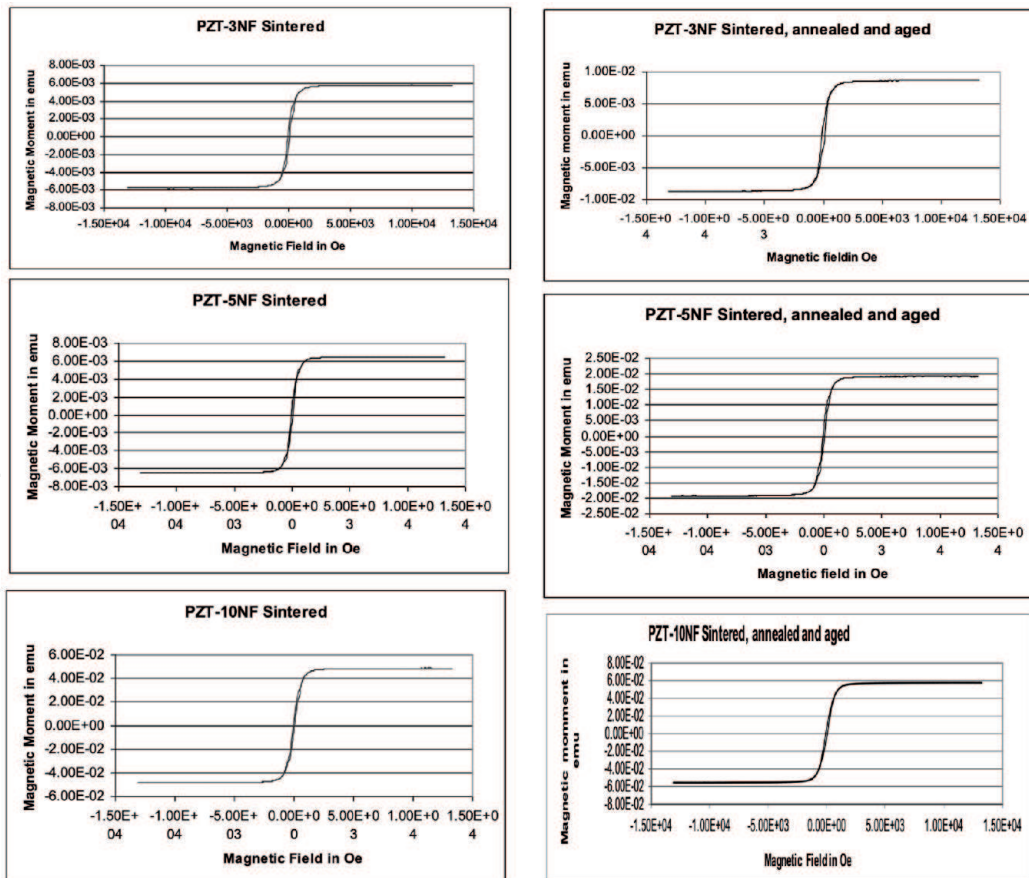 PZT-3NF Sintered
Magnetic Moment in emu
8.00E-03
6.00E-03
4.00E-03
2.00E-03
0.00E+00
-2.00E-03
-4.00E-03
-6.00E-03
-8.00E-03
-1.50E+04 -1.00E+04 -5.00E+03 0.00E+00 5.00E+03 1.00E+04 1.50E+04
Magnetic Field in Oe
PZT-3NF Sintered, annealed and aged
Magnetic moment in emu
1.00E-02
5.00E-03
0.00E+00
-5.00E-03
-1.00E-02
-1.50E+0 -1.00E+0 -5.00E+0 0.00E+00 5.00E+03 1.00E+04 1.50E+04
4 4 3
Magnetic fieldin Oe
PZT-5NF Sintered
Magnetic Moment in emu
8.00E-03
6.00E-03
4.00E-03
2.00E-03
0.00E+00
-2.00E-03
-4.00E-03
-6.00E-03
-8.00E-03
-1.50E+ -1.00E+ -5.00E+ 0.00E+0 5.00E+0 1.00E+0 1.50E+0
04 04 03 0 3 4 4
Magnetic Field in Oe
PZT-5NF Sintered, annealed and aged
Magnetic Moment in emu
2.50E-02
2.00E-02
1.50E-02
1.00E-02
5.00E-03
0.00E+00
-5.00E-03
-1.00E-02
-1.50E-02
-2.00E-02
-2.50E-02
-1.50E+ -1.00E+ -5.00E+ 0.00E+0 5.00E+0 1.00E+0 1.50E+0
04 04 03 0 3 4 4
Magnetic field in Oe
PZT-10NF Sintered
Magnetic Moment in emu
6.00E-02
4.00E-02
2.00E-02
0.00E+00
-2.00E-02
-4.00E-02
-6.00E-02
-1.50E+ -1.00E+ -5.00E+ 0.00E+0 5.00E+0 1.00E+0 1.50E+0
04 04 03 0 3 4 4
Magnetic Field in Oe
PZT-10NF Sintered, annealed and aged
Magnetic momment in
emu
8.00E-02
6.00E-02
4.00E-02
2.00E-02
0.00E+00
-2.00E-02
-4.00E-02
-6.00E-02
-8.00E-02
-1.50E+04 -1.00E+04 -5.00E+03 0.00E+00 5.00E+03 1.00E+04 1.50E+04
Magnetic Field in Oe